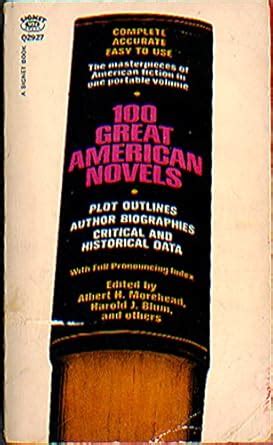 SIGNET
A SIGNET BOOK
Q2927
COMPLETE
ACCURATE
EASY TO USE
The masterpieces of
American fiction in
one portable volume
100
GREAT
AMERICAN
NOVELS
PLOT OUTLINES
AUTHOR BIOGRAPHIES
CRITICAL AND
HISTORICAL DATA
With Full Pronouncing Index
Edited by
Albert H. Morehead,
Harold J. Blum,
and others